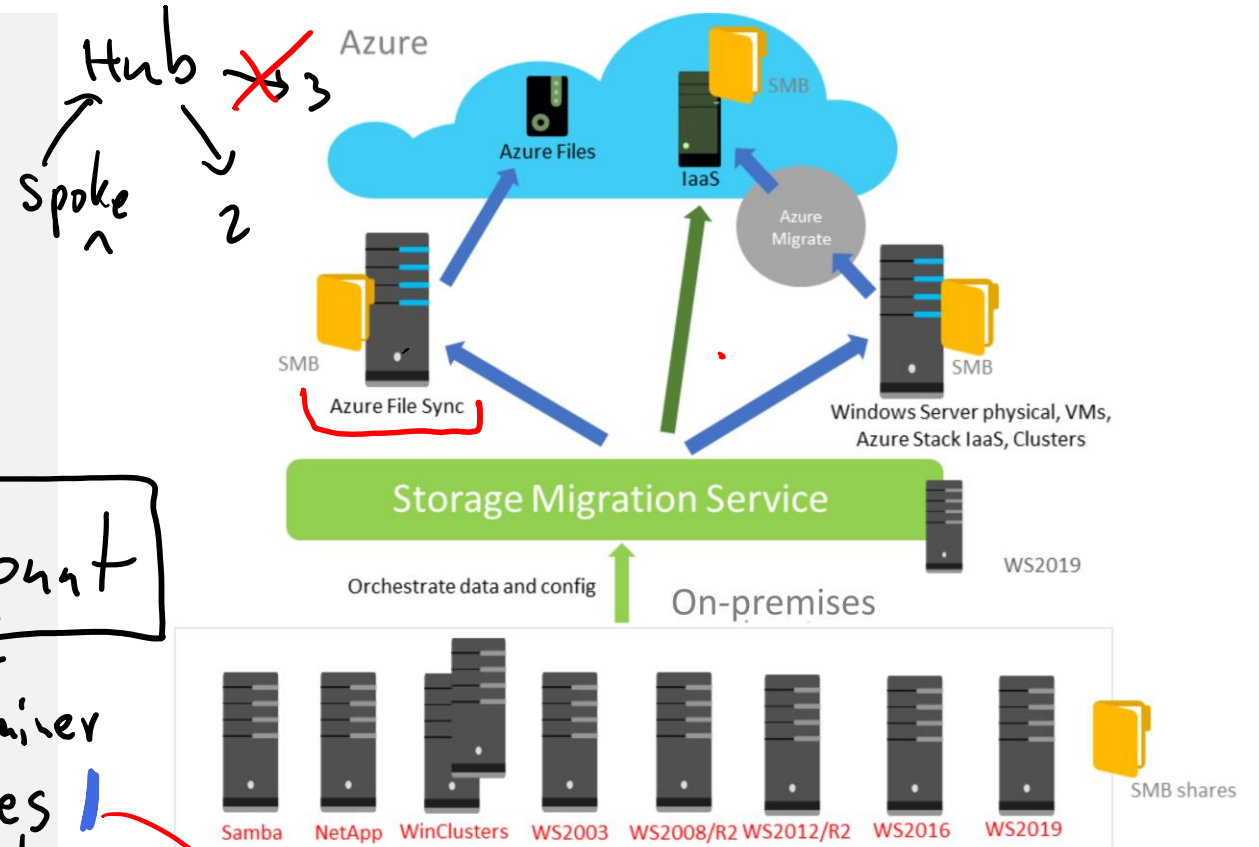 Hub
3
Spoke
2
Azure
SMB
Azure Files
IaaS
Azure
Migrate
SMB
Azure File Sync
SMB
Windows Server physical, VMs,
Azure Stack IaaS, Clusters
Storage Migration Service
WS2019
Orchestrate data and config
On-premises
Samba
NetApp
WinClusters
WS2003
WS2008/R2
WS2012/R2
WS2016
WS2019
SMB shares